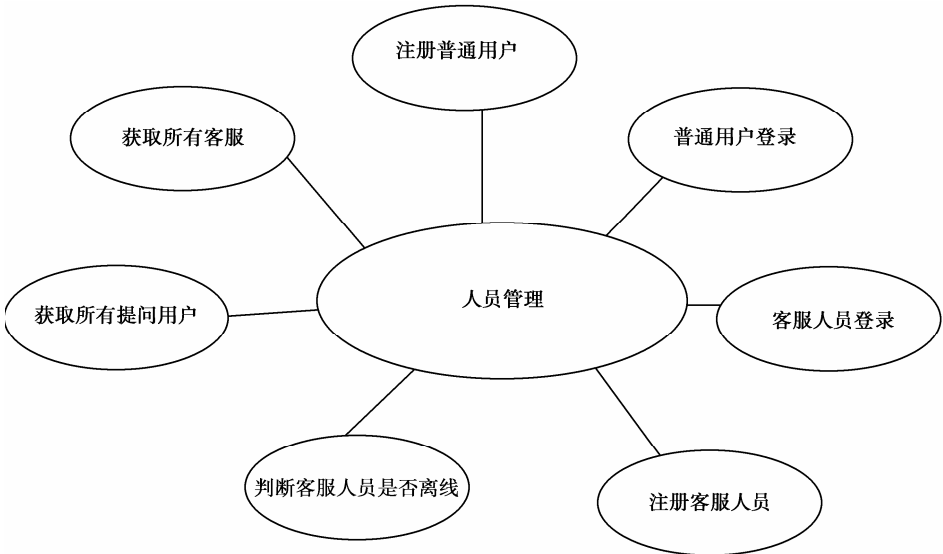 注册普通用户
获取所有客服
普通用户登录
人员管理
获取所有提问用户
客服人员登录
判断客服人员是否离线
注册客服人员